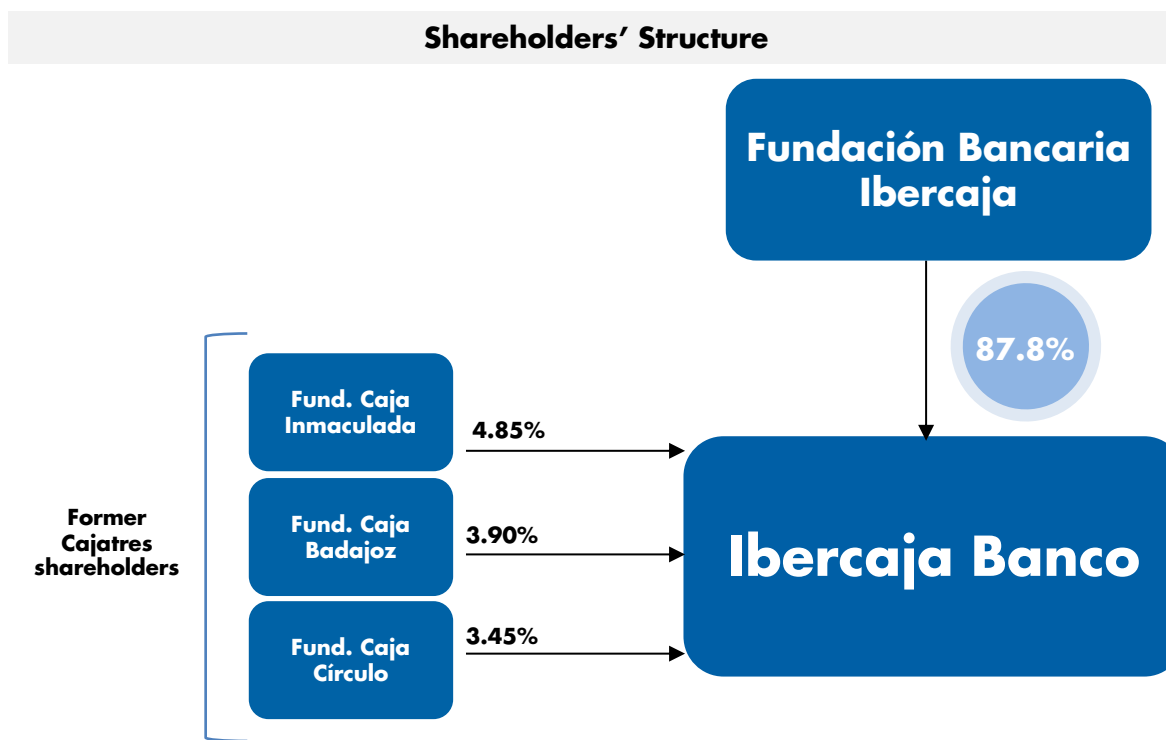 Shareholders’ Structure
Fundación Bancaria
Ibercaja
87.8%
Fund. Caja
Inmaculada
4.85%
Former
Cajatres
shareholders
Fund. Caja
Badajoz
3.90%
Ibercaja Banco
Fund. Caja
Círculo
3.45%